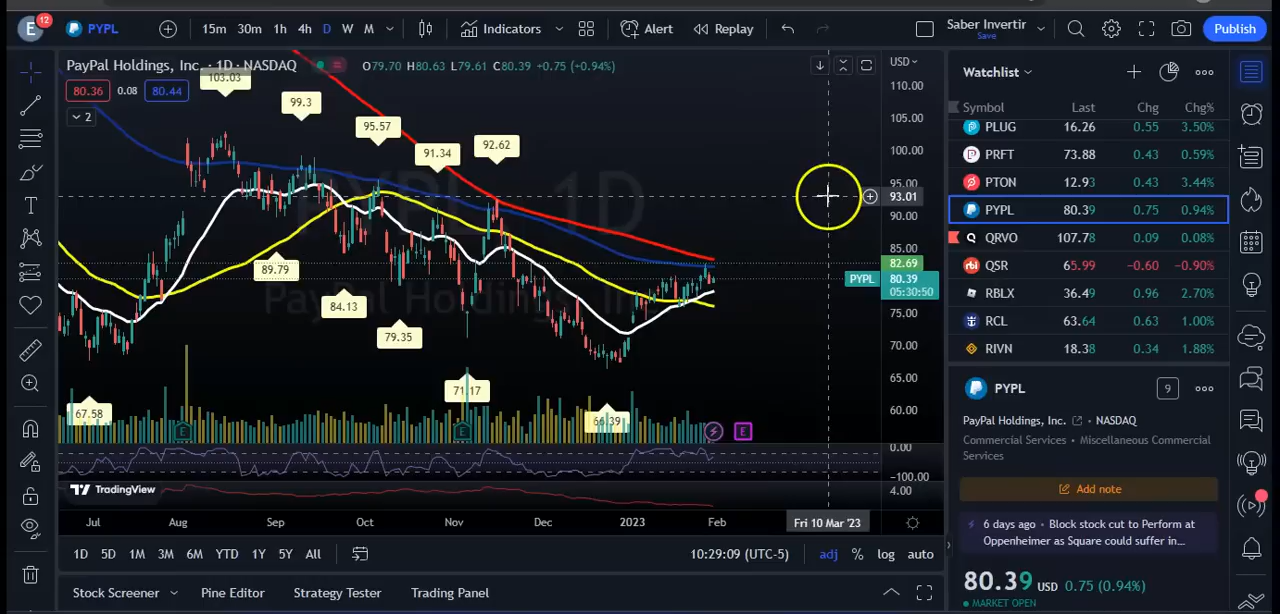 E 12 PYPL 15m 30m 1h 4h D W M Indicators Alert Replay Saber Invertir Save Publish
PayPal Holdings, Inc. · 1D · NASDAQ O79.70 H80.63 L79.61 C80.39 +0.75 (+0.94%)
80.36 0.08 80.44
2
USD
110.00
105.00
100.00
95.00
93.01
90.00
85.00
82.69
PYPL 80.39
05:30:50
75.00
70.00
65.00
60.00
0.00
−100.00
4.00
PYPL 1D
PayPal Holdings, Inc.
103.03
99.3
95.57
91.34
92.62
89.79
84.13
79.35
71.17
67.58
66.39
E E E
TradingView
Jul Aug Sep Oct Nov Dec 2023 Feb Fri 10 Mar '23
1D 5D 1M 3M 6M YTD 1Y 5Y All 10:29:09 (UTC-5) adj % log auto
Stock Screener Pine Editor Strategy Tester Trading Panel
Watchlist
Symbol Last Chg Chg%
PLUG 16.26 0.55 3.50%
PRFT 73.88 0.43 0.59%
PTON 12.93 0.43 3.44%
PYPL 80.39 0.75 0.94%
QRVO 107.78 0.09 0.08%
rbi QSR 65.99 −0.60 −0.90%
RBLX 36.49 0.96 2.70%
RCL 63.64 0.63 1.00%
RIVN 18.38 0.34 1.88%
PYPL 9
PayPal Holdings, Inc. • NASDAQ
Commercial Services • Miscellaneous Commercial
Services
Add note
6 days ago • Block stock cut to Perform at
Oppenheimer as Square could suffer in...
80.39 USD 0.75 (0.94%)
MARKET OPEN